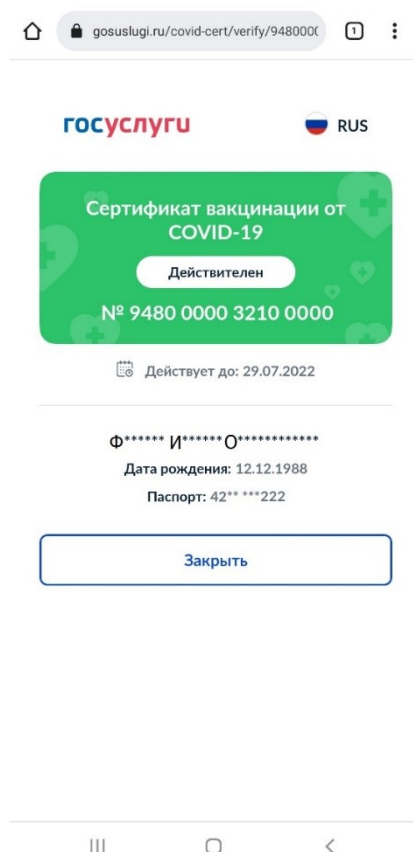 gosuslugi.ru/covid-cert/verify/9480000
1
госуслуги
RUS
Сертификат вакцинации от
COVID-19
Действителен
№ 9480 0000 3210 0000
Действует до: 29.07.2022
Ф****** И****** О************
Дата рождения: 12.12.1988
Паспорт: 42** ***222
Закрыть